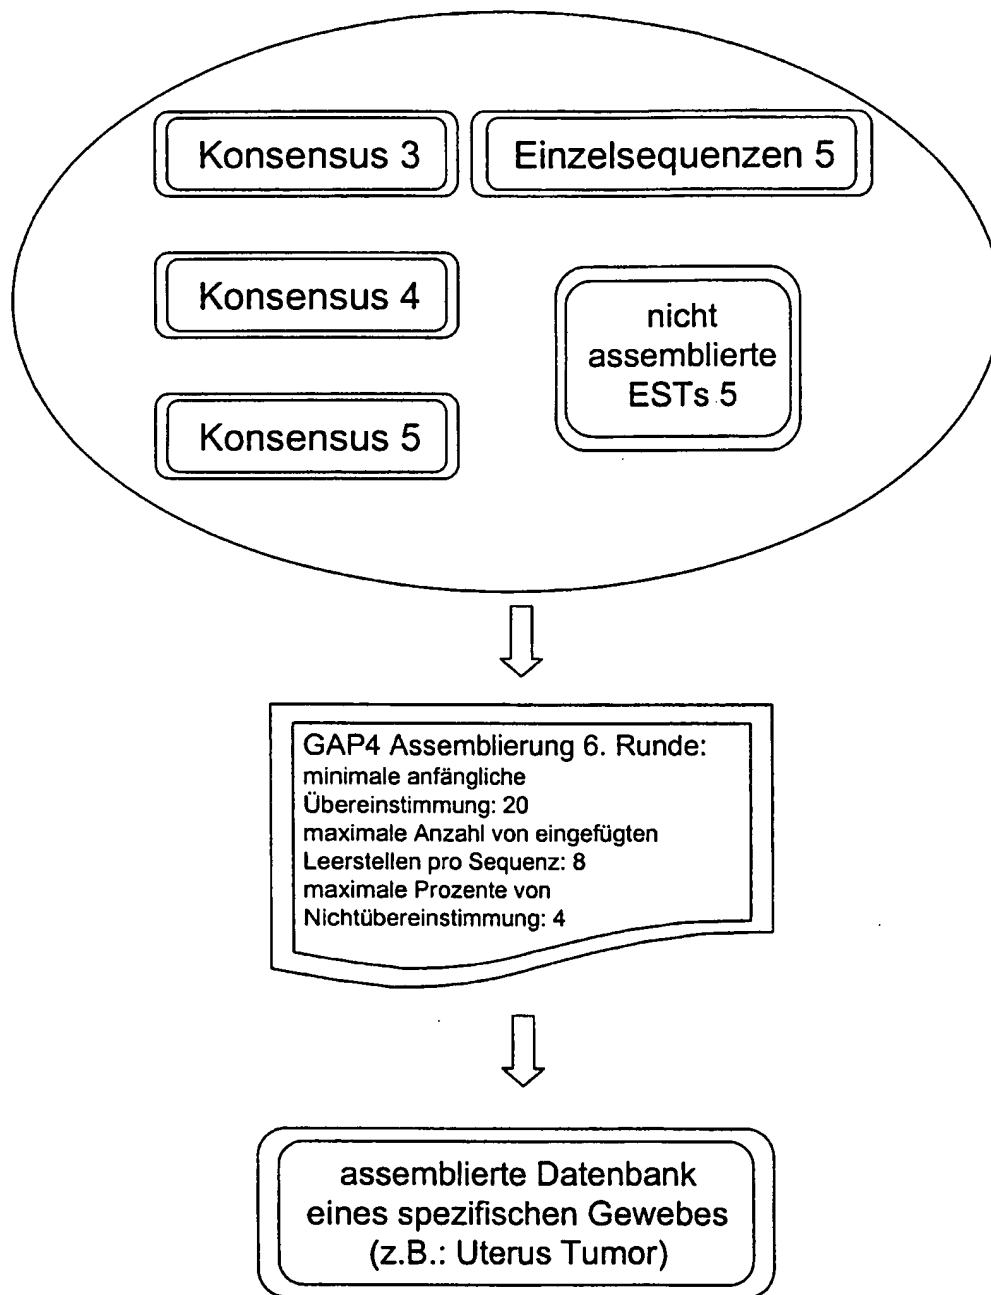 Konsensus 3
Einzelsequenzen 5
Konsensus 4
nicht
assemblierte
ESTs 5
Konsensus 5
GAP4 Assemblierung 6. Runde:
minimale anfängliche
Übereinstimmung: 20
maximale Anzahl von eingefügten
Leerstellen pro Sequenz: 8
maximale Prozente von
Nichtübereinstimmung: 4
assemblierte Datenbank
eines spezifischen Gewebes
(z.B.: Uterus Tumor)